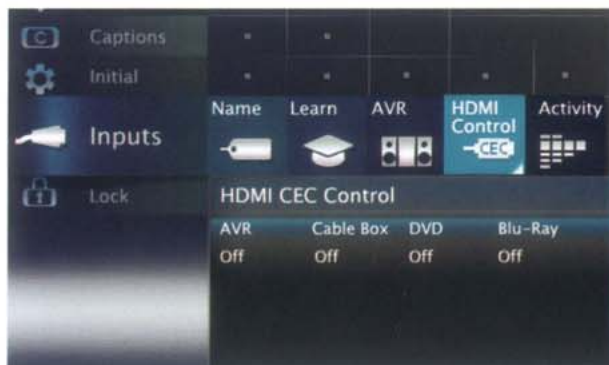 C Captions
Initial
Inputs
Lock
Name Learn AVR HDMI Control Activity
CEC
HDMI CEC Control
AVR Cable Box DVD Blu-Ray
Off Off Off Off